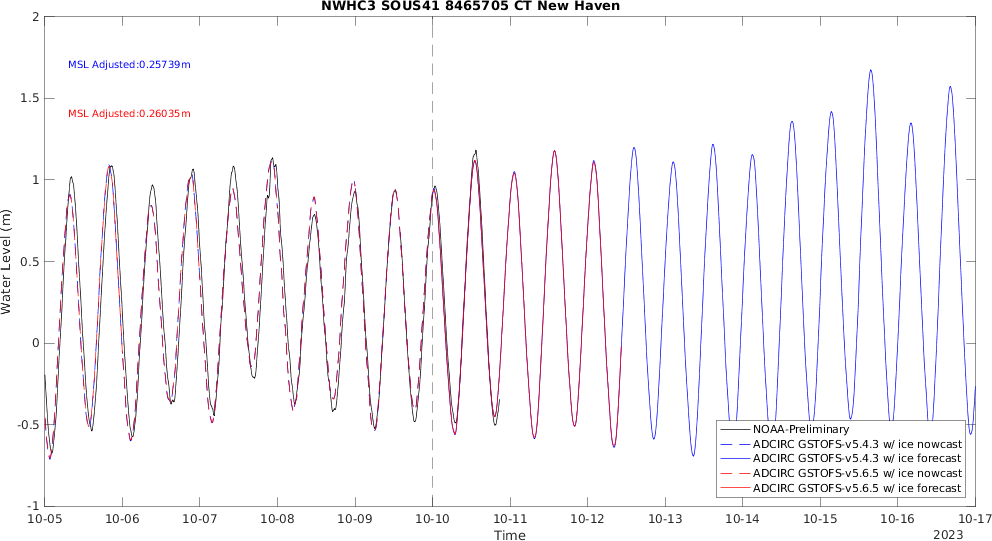 NWHC3 SOUS41 8465705 CT New Haven
2
1.5
1
0.5
0
-0.5
-1
Water Level (m)
MSL Adjusted:0.25739m
MSL Adjusted:0.26035m
NOAA-Preliminary
ADCIRC GSTOFS-v5.4.3 w/ ice nowcast
ADCIRC GSTOFS-v5.4.3 w/ ice forecast
ADCIRC GSTOFS-v5.6.5 w/ ice nowcast
ADCIRC GSTOFS-v5.6.5 w/ ice forecast
10-05 10-06 10-07 10-08 10-09 10-10 10-11 10-12 10-13 10-14 10-15 10-16 10-17
Time
2023